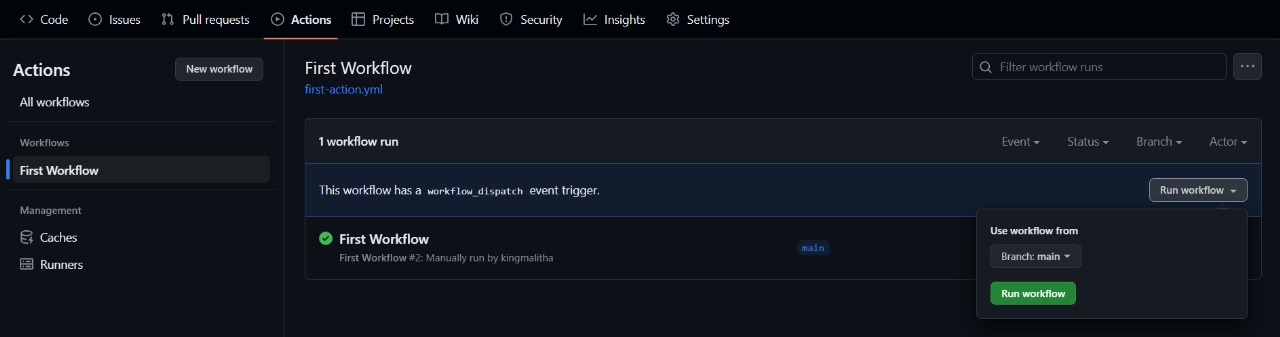 Code Issues Pull requests Actions Projects Wiki Security Insights Settings
Actions
New workflow
All workflows
Workflows
First Workflow
Management
Caches
Runners
First Workflow
first-action.yml
Filter workflow runs
1 workflow run
Event Status Branch Actor
This workflow has a workflow_dispatch event trigger.
Run workflow
First Workflow
First Workflow #2: Manually run by kingmalitha
main
Use workflow from
Branch: main
Run workflow